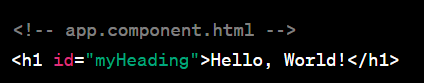 <!-- app.component.html -->
<h1 id="myHeading">Hello, World!</h1>